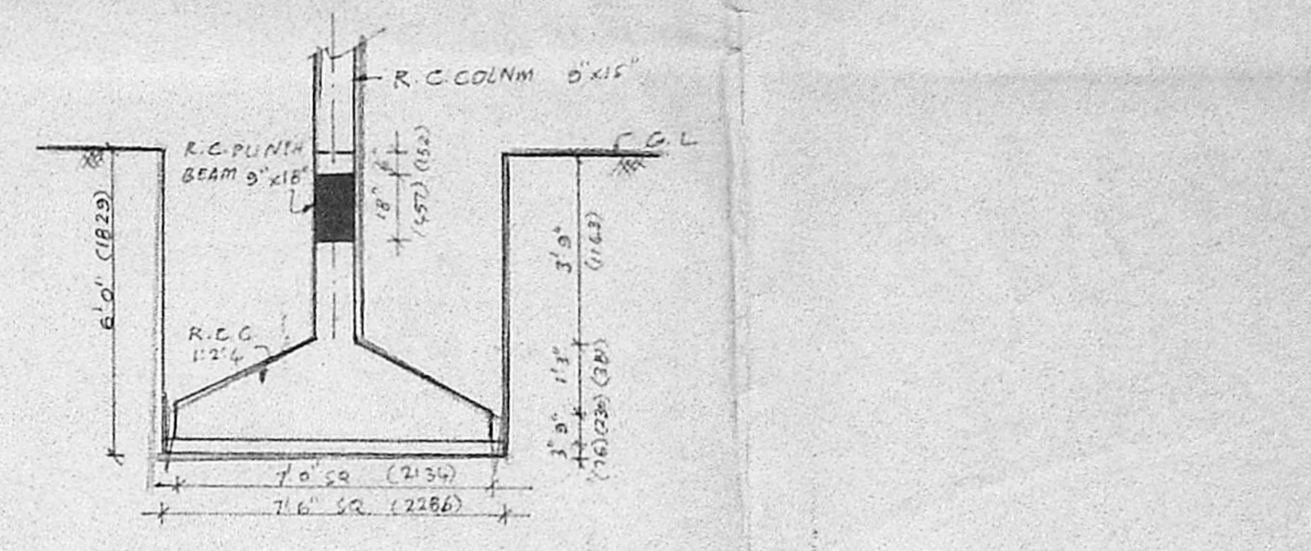 R.C.COLNM 9"x15"
G.L
R.C.PLINTH
BEAM 9"x18"
6" (152)
18" (457)
6'0" (1829)
3'9" (1143)
R.C.C.
1:2:4
1'3" (381)
9" (230)
3" (76)
7'0" SQ (2134)
7'6" SQ (2286)